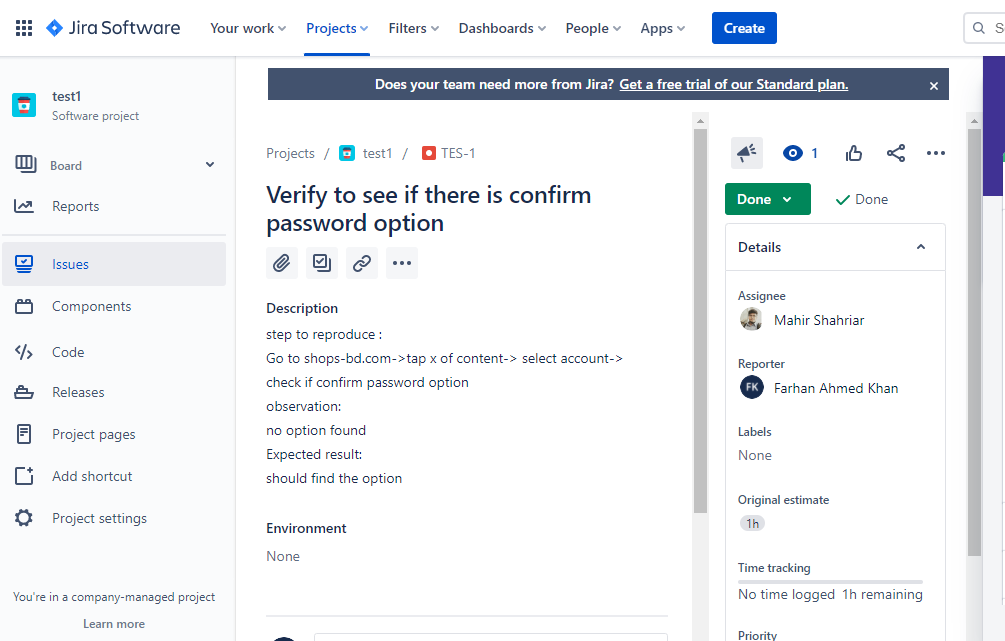 Jira Software Your work Projects Filters Dashboards People Apps Create
test1
Software project
Board
Reports
Issues
Components
Code
Releases
Project pages
Add shortcut
Project settings
You're in a company-managed project
Learn more
Does your team need more from Jira? Get a free trial of our Standard plan.
Projects / test1 / TES-1
Verify to see if there is confirm
password option
Description
step to reproduce :
Go to shops-bd.com->tap x of content-> select account->
check if confirm password option
observation:
no option found
Expected result:
should find the option
Environment
None
1
Done Done
Details
Assignee
Mahir Shahriar
Reporter
FK Farhan Ahmed Khan
Labels
None
Original estimate
1h
Time tracking
No time logged 1h remaining
Priority